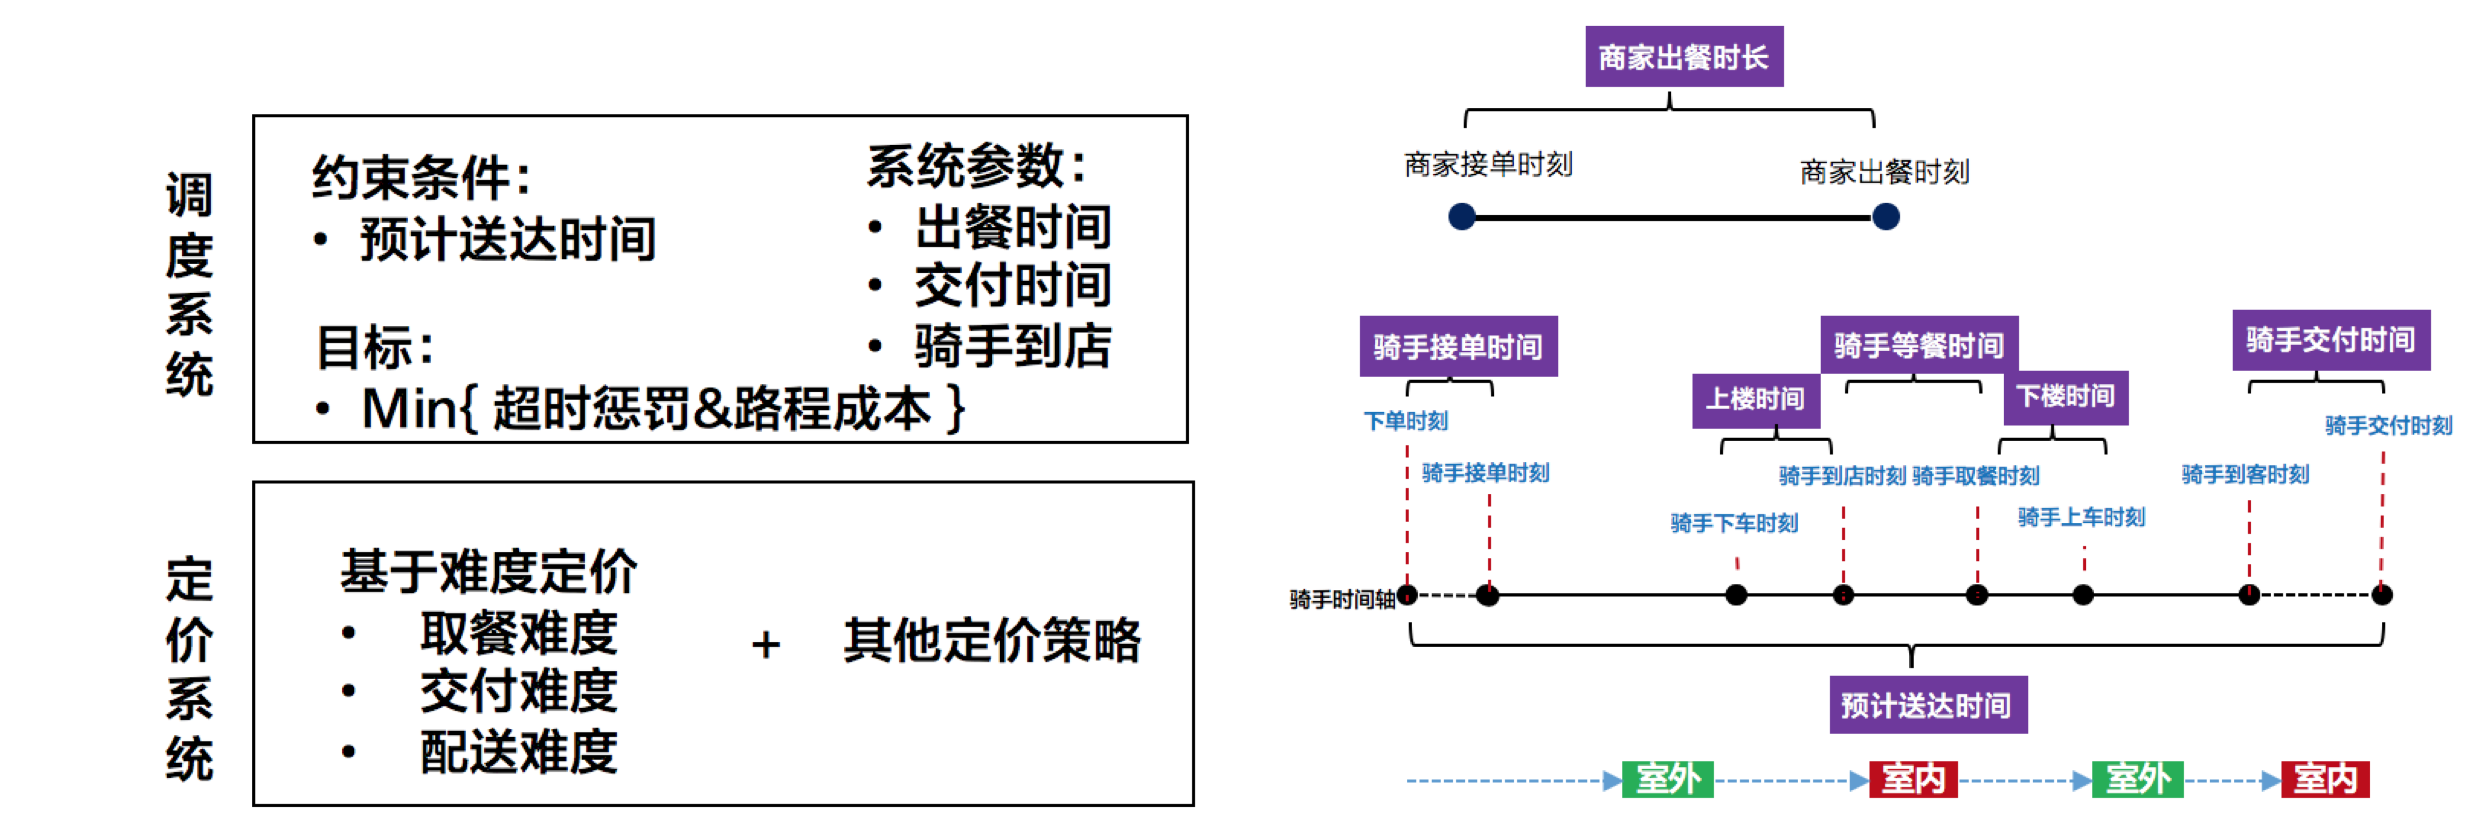 调度系统
约束条件：
• 预计送达时间
目标：
• Min{ 超时惩罚&路程成本 }
系统参数：
• 出餐时间
• 交付时间
• 骑手到店
定价系统
基于难度定价
• 取餐难度
• 交付难度
• 配送难度
+ 其他定价策略
商家出餐时长
商家接单时刻
商家出餐时刻
骑手接单时间
骑手等餐时间
骑手交付时间
上楼时间
下楼时间
下单时刻
骑手交付时刻
骑手接单时刻
骑手到店时刻
骑手取餐时刻
骑手到客时刻
骑手下车时刻
骑手上车时刻
骑手时间轴
预计送达时间
室外
室内
室外
室内